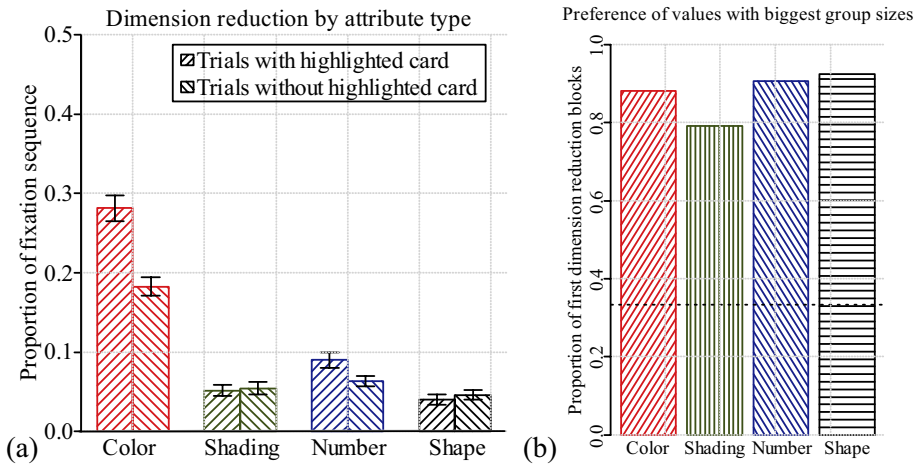 Dimension reduction by attribute type
Proportion of fixation sequence
0.5
0.4
0.3
0.2
0.1
0.0
Trials with highlighted card
Trials without highlighted card
Color Shading Number Shape
(a)
Preference of values with biggest group sizes
Proportion of first dimension reduction blocks
1.0
0.8
0.6
0.4
0.2
0.0
Color Shading Number Shape
(b)